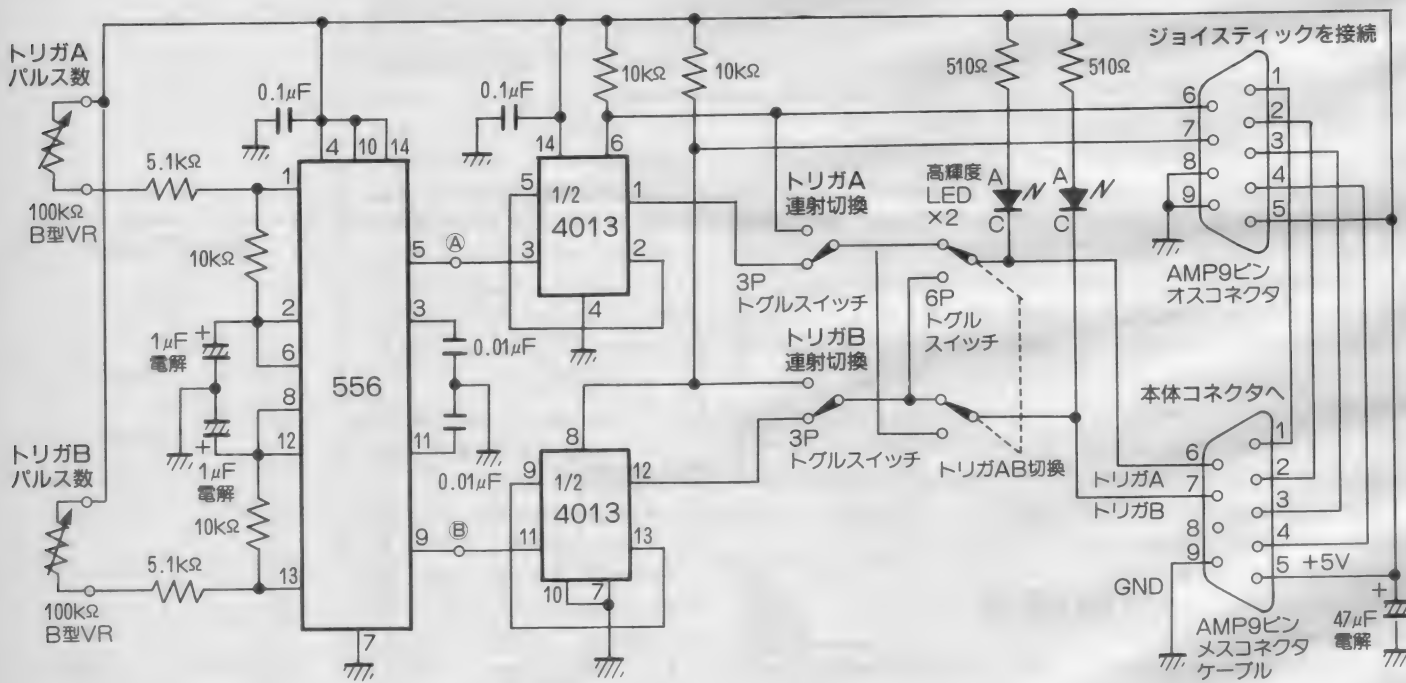 トリガA
パルス数
100kΩ
B型VR
5.1kΩ
10kΩ
1μF
電解
+
1μF
電解
+
10kΩ
トリガB
パルス数
100kΩ
B型VR
5.1kΩ
0.1μF
4
10
14
1
2
6
8
12
13
556
5
3
11
9
7
Ⓐ
Ⓑ
0.01μF
0.01μF
0.1μF
14
6
5
3
1/2
4013
1
2
4
10kΩ
10kΩ
8
9
11
1/2
4013
12
13
10
7
トリガA
連射切換
3P
トグルスイッチ
トリガB
連射切換
3P
トグルスイッチ
6P
トグル
スイッチ
トリガAB切換
510Ω
510Ω
高輝度
LED
×2
A
C
A
C
ジョイスティックを接続
6
7
8
9
1
2
3
4
5
AMP9ピン
オスコネクタ
本体コネクタへ
トリガA
トリガB
6
7
8
9
1
2
3
4
5
+5V
GND
AMP9ピン
メスコネクタ
ケーブル
+
47μF
電解